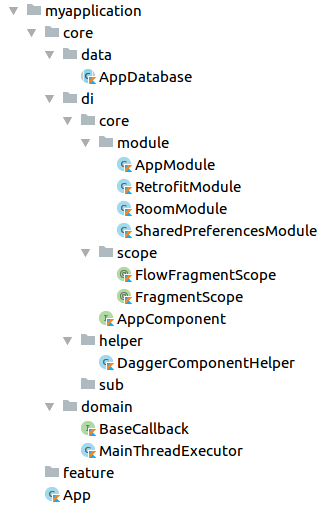 myapplication
core
data
AppDatabase
di
core
module
AppModule
RetrofitModule
RoomModule
SharedPreferencesModule
scope
FlowFragmentScope
FragmentScope
AppComponent
helper
DaggerComponentHelper
sub
domain
BaseCallback
MainThreadExecutor
feature
App